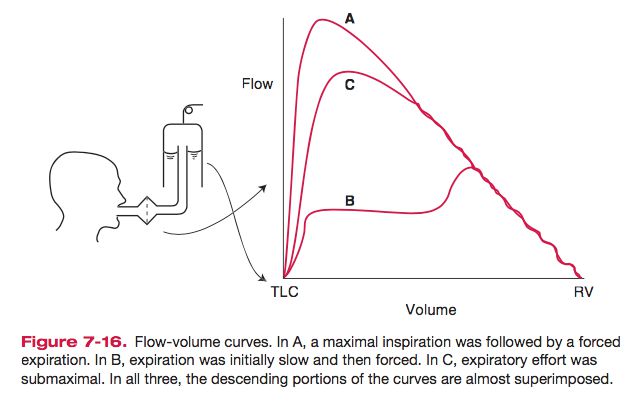 A
C
Flow
B
TLC
RV
Volume
Figure 7-16. Flow-volume curves. In A, a maximal inspiration was followed by a forced
expiration. In B, expiration was initially slow and then forced. In C, expiratory effort was
submaximal. In all three, the descending portions of the curves are almost superimposed.